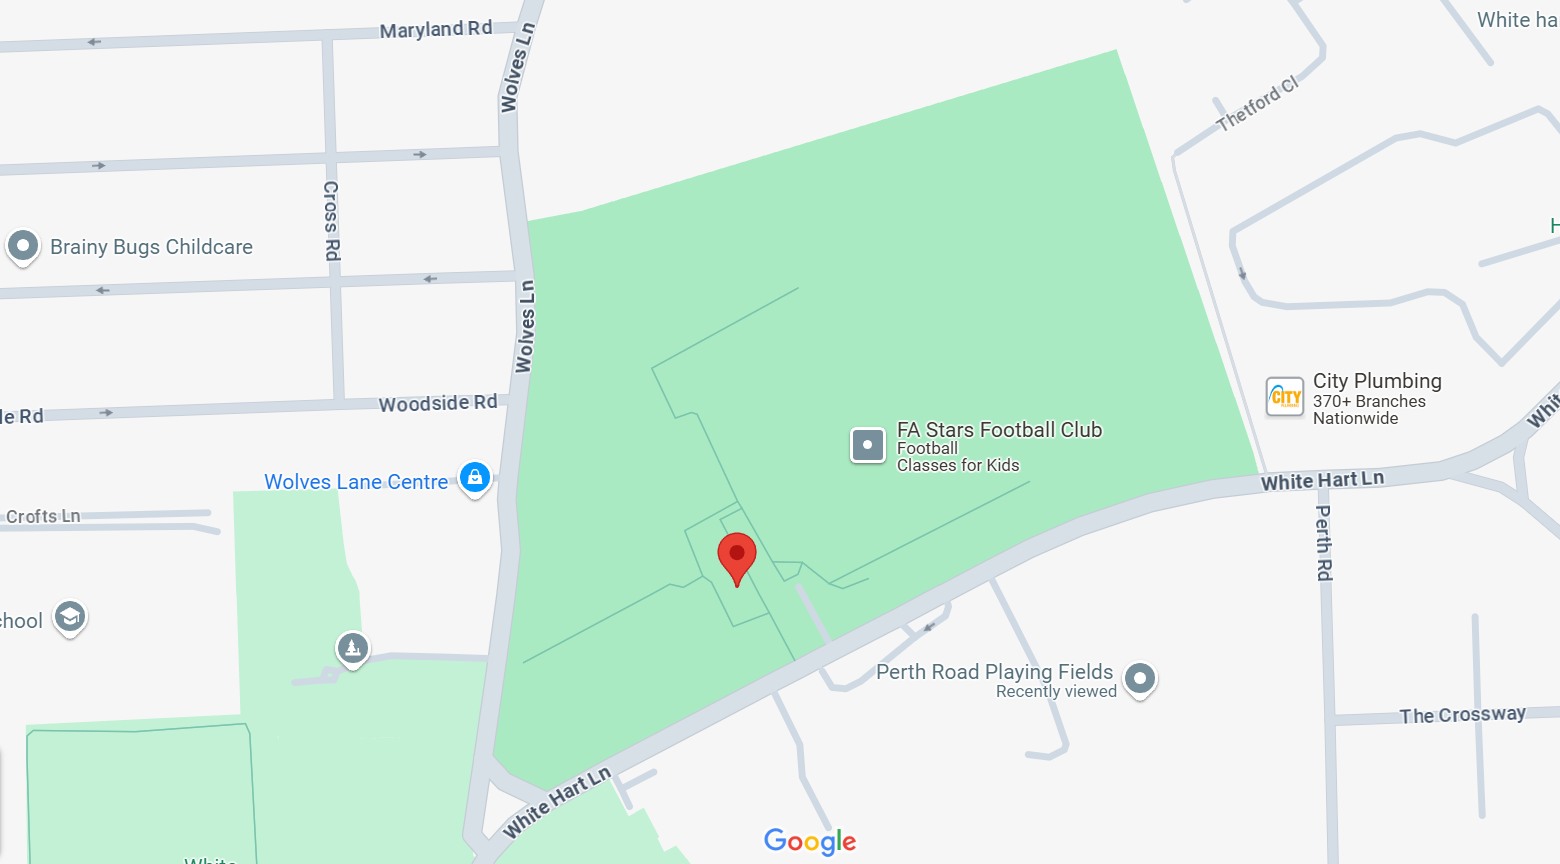 Maryland Rd
Wolves Ln
White ha
Thetford Cl
Cross Rd
Brainy Bugs Childcare
H
Wolves Ln
City Plumbing
370+ Branches
Nationwide
CITY
le Rd
Woodside Rd
Whit
FA Stars Football Club
Football
Classes for Kids
Wolves Lane Centre
White Hart Ln
Crofts Ln
Perth Rd
chool
Perth Road Playing Fields
Recently viewed
The Crossway
White Hart Ln
Google
White